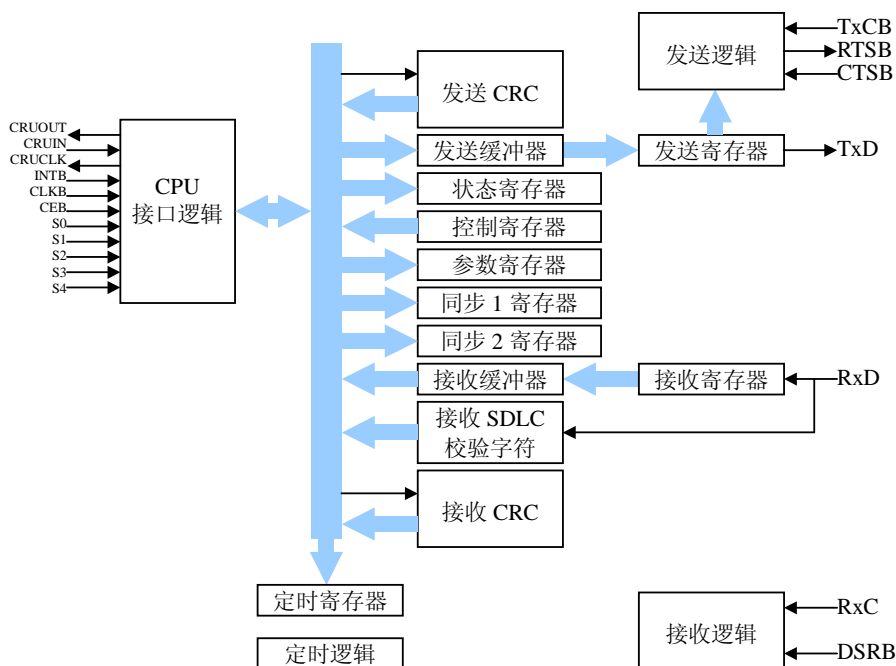 CRUOUT
CRUIN
CRUCLK
INTB
CLKB
CEB
S0
S1
S2
S3
S4
CPU
接口逻辑
发送 CRC
发送缓冲器
状态寄存器
控制寄存器
参数寄存器
同步 1 寄存器
同步 2 寄存器
接收缓冲器
接收 SDLC
校验字符
接收 CRC
定时寄存器
定时逻辑
发送逻辑
TxCB
RTSB
CTSB
发送寄存器
TxD
接收寄存器
RxD
接收逻辑
RxC
DSRB